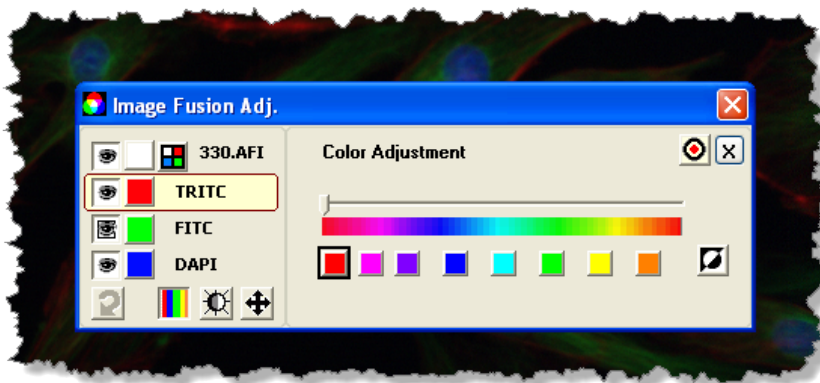 Image Fusion Adj.
330.AFI
TRITC
FITC
DAPI
Color Adjustment